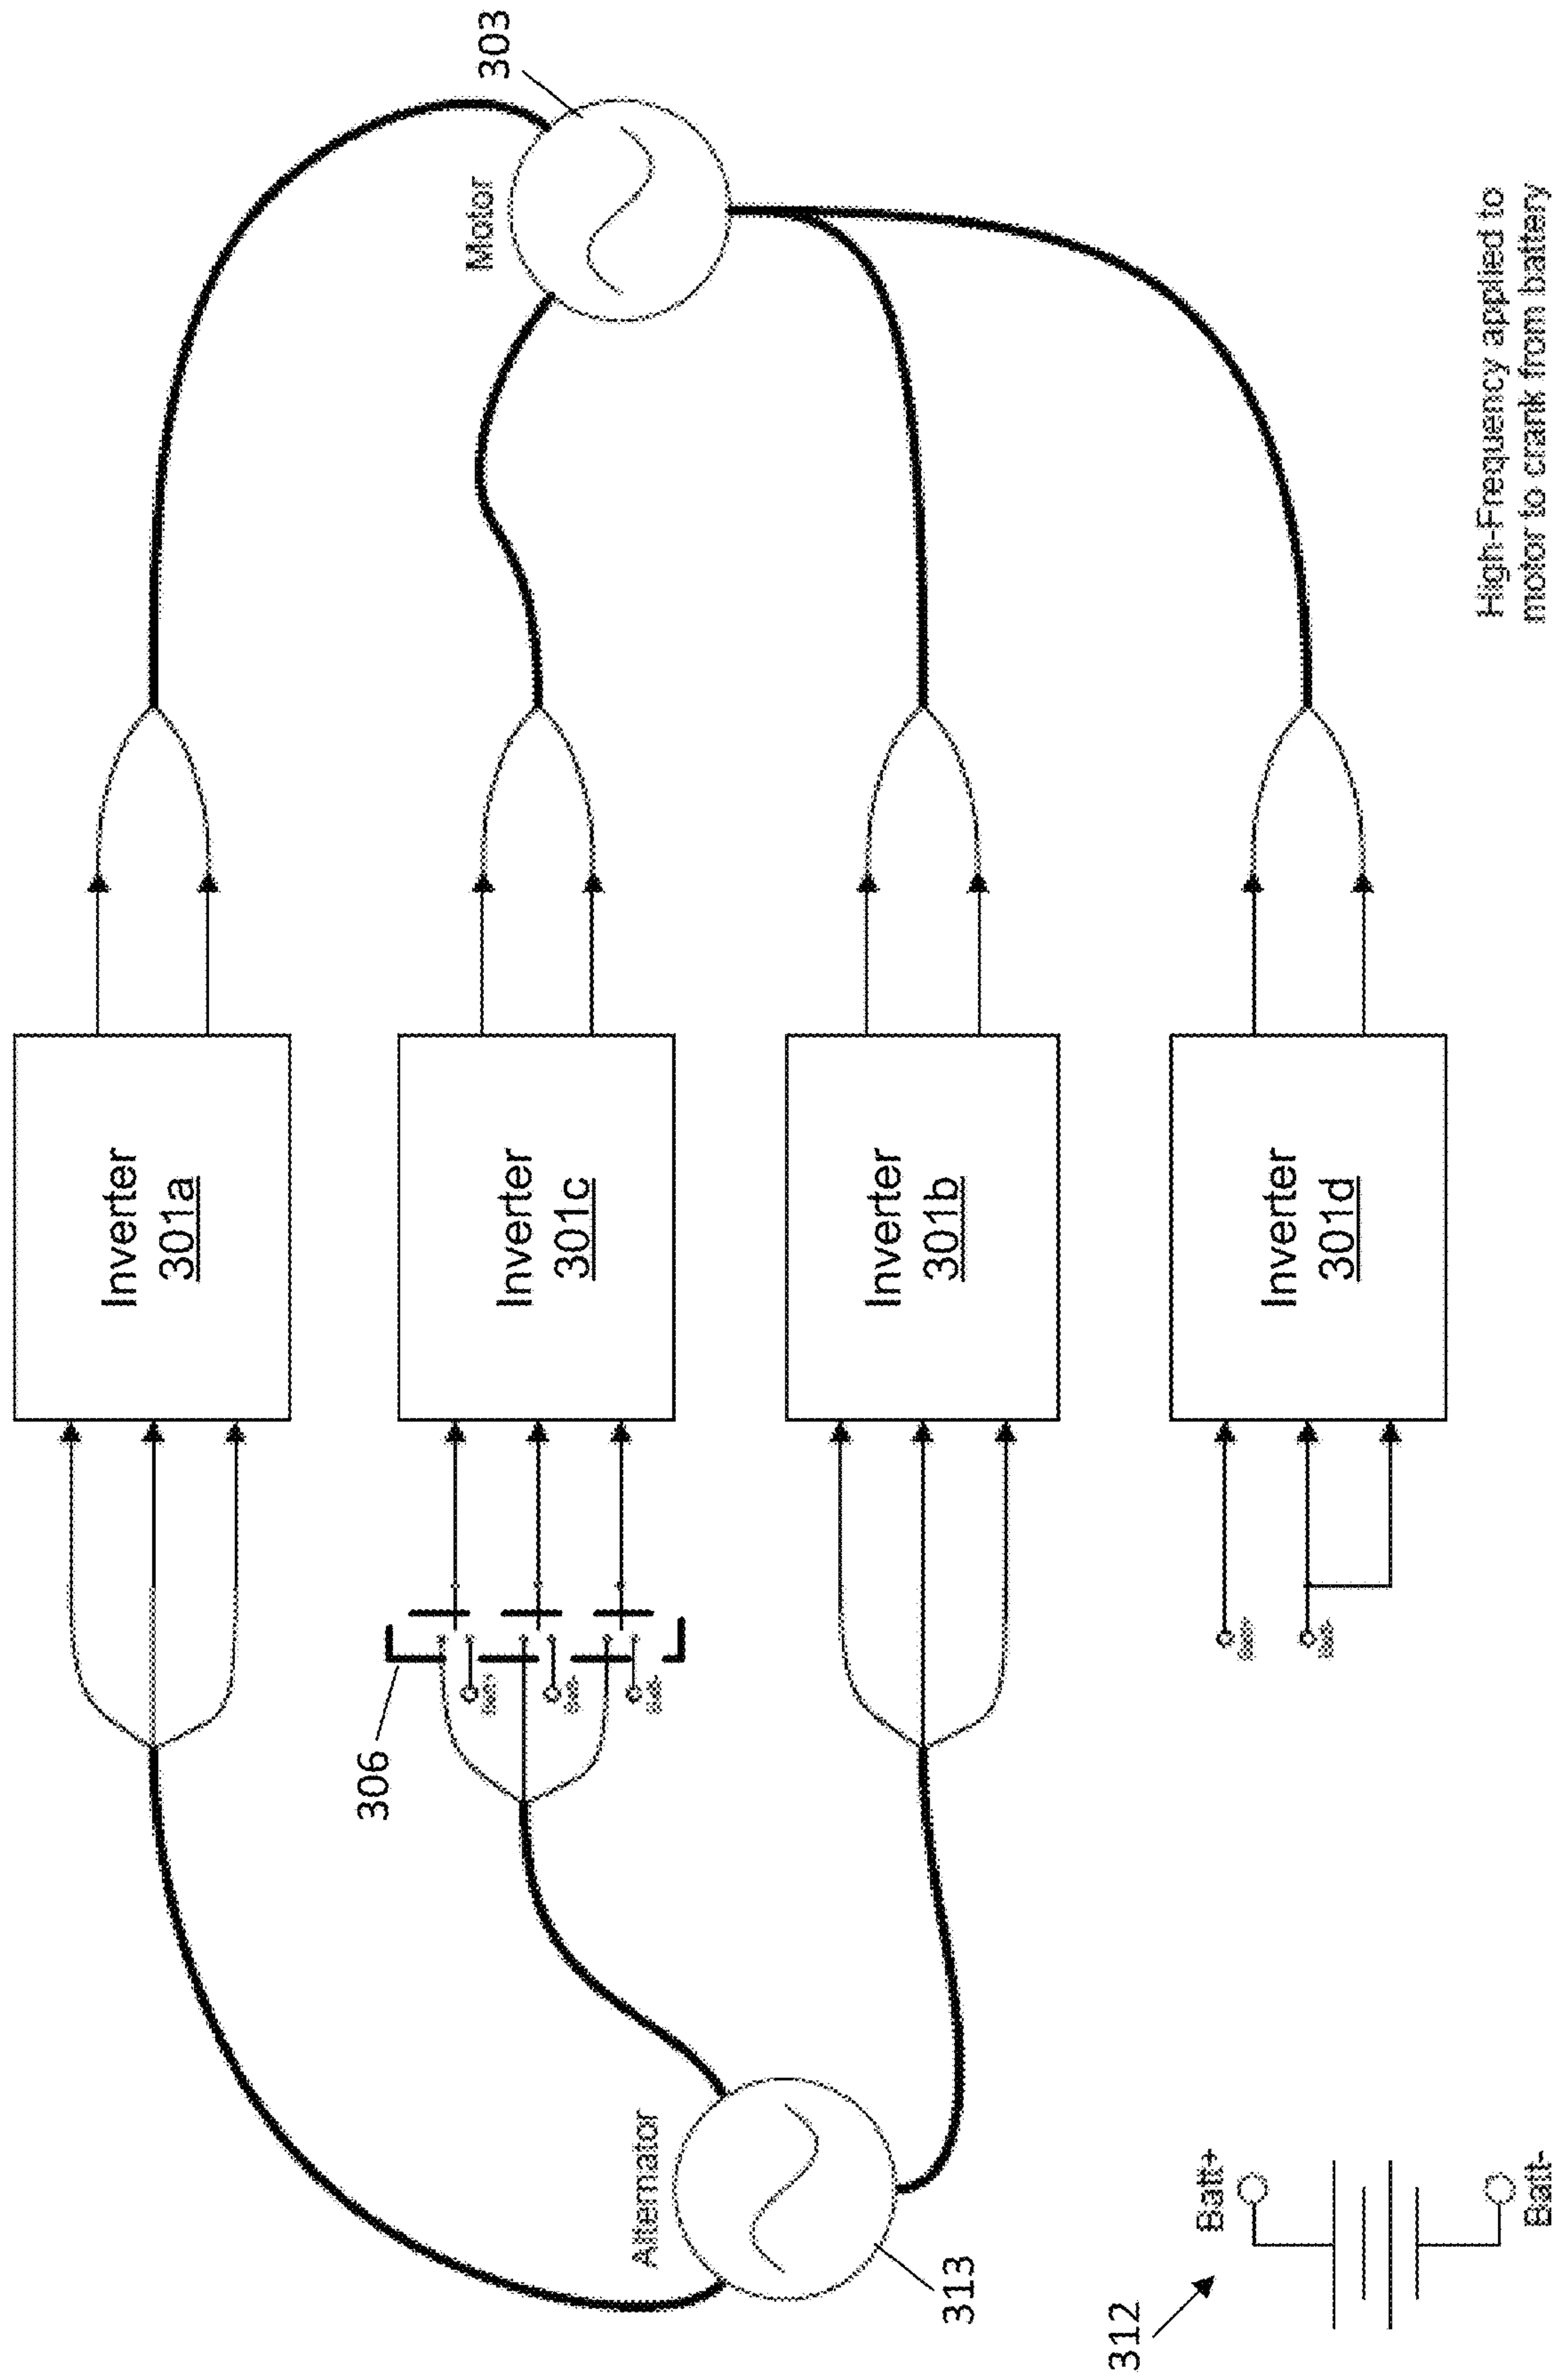 303
Motor
Inverter
301a
Inverter
301c
Inverter
301b
Inverter
301d
306
Alternator
313
312
Batt+
Batt-
High-Frequency applied to
motor to crank from battery